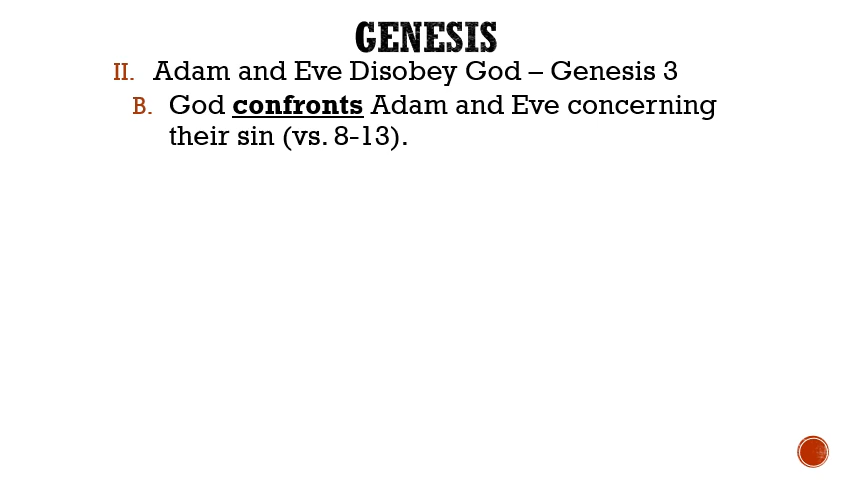 GENESIS
II. Adam and Eve Disobey God – Genesis 3
B. God confronts Adam and Eve concerning
their sin (vs. 8-13).